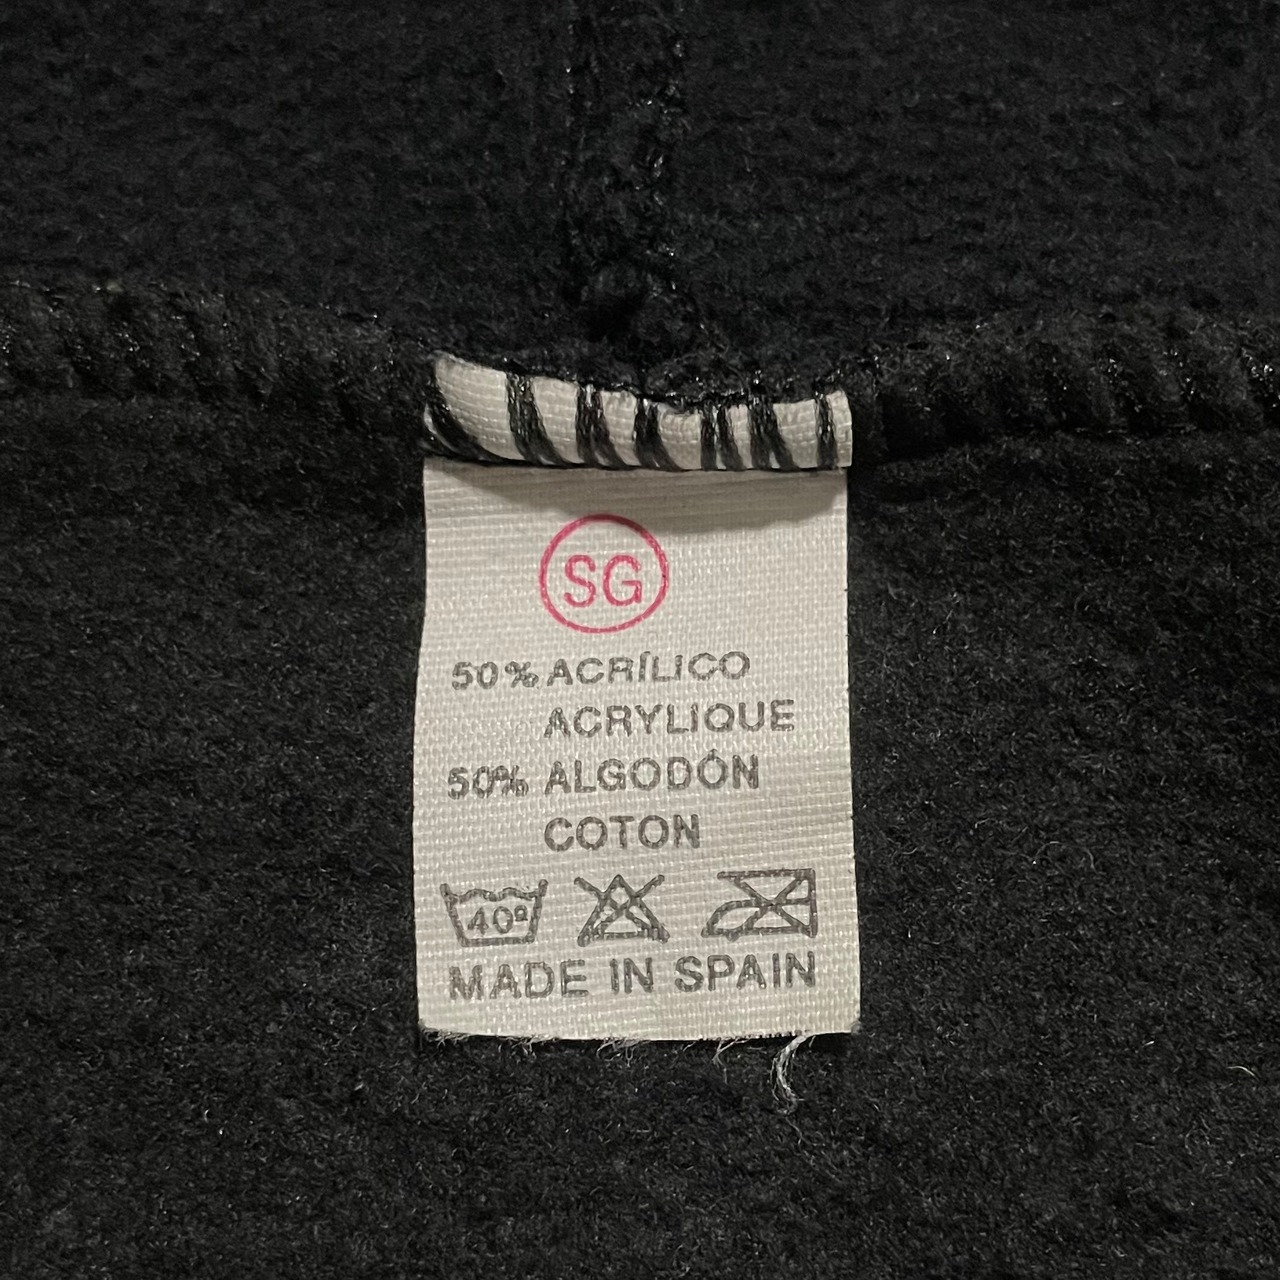 SG
50% ACRÍLICO
ACRYLIQUE
50% ALGODÓN
COTON
40º
MADE IN SPAIN